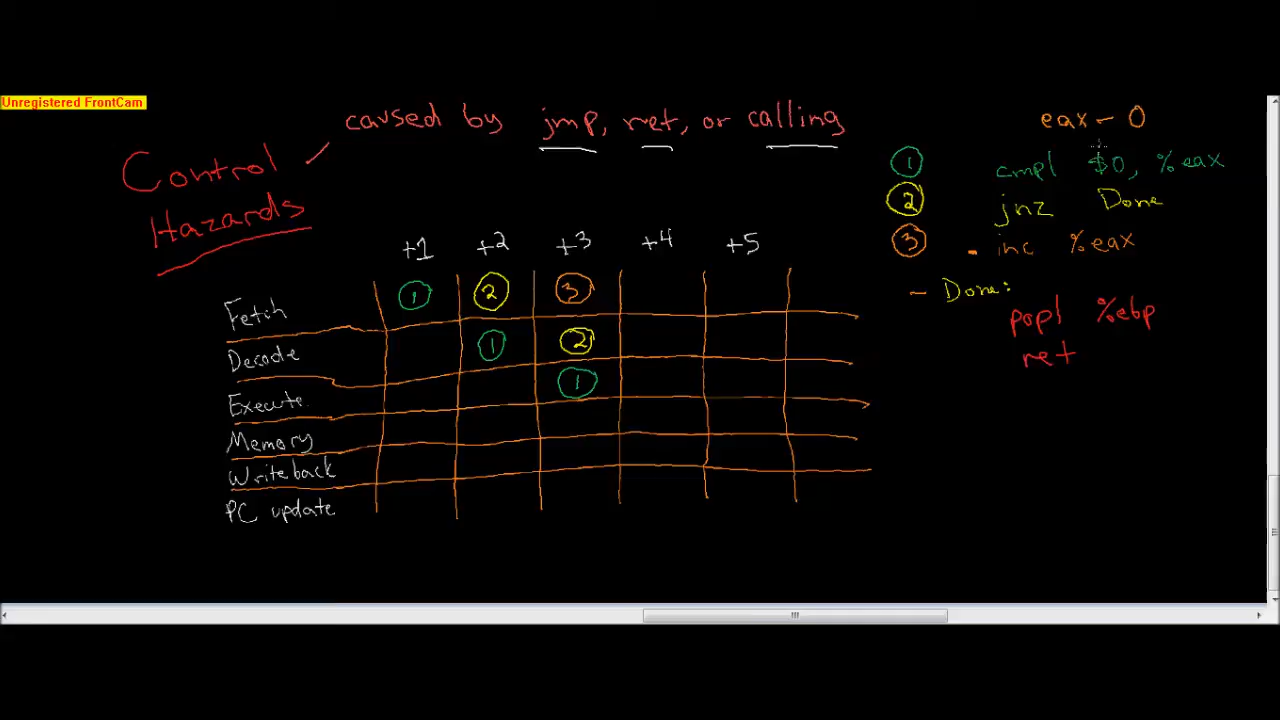 Unregistered FrontCam
caused by jmp, ret, or calling
Control
Hazards
eax - 0
1 cmpl $0, %eax
2 jnz Done
3 inc %eax
- Done:
popl %ebp
ret
+1 +2 +3 +4 +5
Fetch 1 2 3
Decode 1 2
Execute 1
Memory
Writeback
PC update